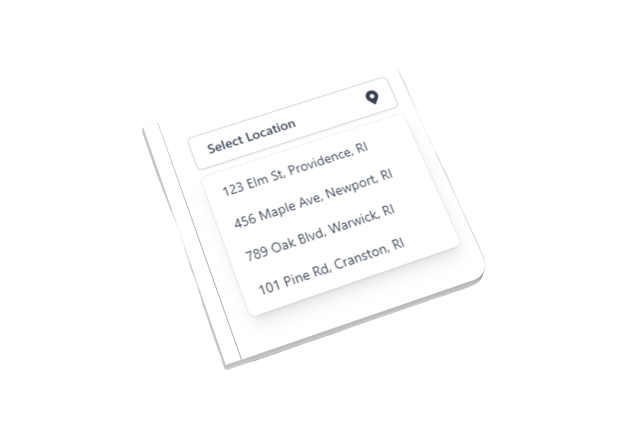 Select Location
123 Elm St, Providence, RI
456 Maple Ave, Newport, RI
789 Oak Blvd, Warwick, RI
101 Pine Rd, Cranston, RI